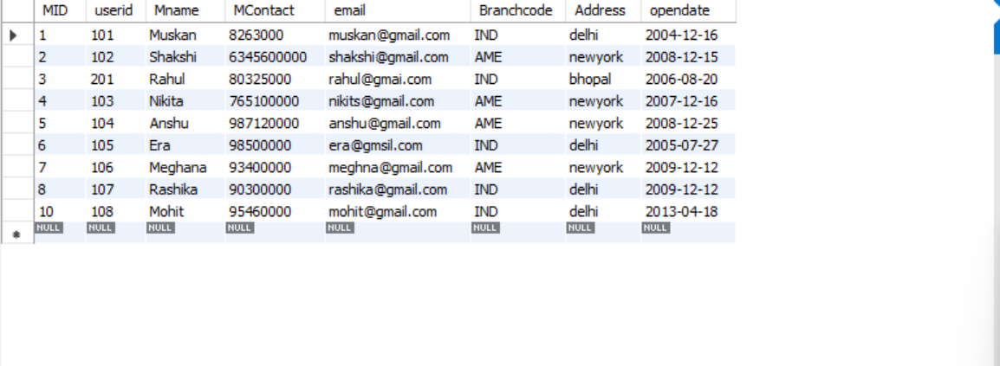 MID userid Mname MContact email Branchcode Address opendate
1 101 Muskan 8263000 muskan@gmail.com IND delhi 2004-12-16
2 102 Shakshi 6345600000 shakshi@gmail.com AME newyork 2008-12-15
3 201 Rahul 80325000 rahul@gmai.com IND bhopal 2006-08-20
4 103 Nikita 765100000 nikits@gmail.com AME newyork 2007-12-16
5 104 Anshu 987120000 anshu@gmail.com AME newyork 2008-12-25
6 105 Era 98500000 era@gmsil.com IND delhi 2005-07-27
7 106 Meghana 93400000 meghna@gmail.com AME newyork 2009-12-12
8 107 Rashika 90300000 rashika@gmail.com IND delhi 2009-12-12
10 108 Mohit 95460000 mohit@gmail.com IND delhi 2013-04-18
NULL NULL NULL NULL NULL NULL NULL NULL